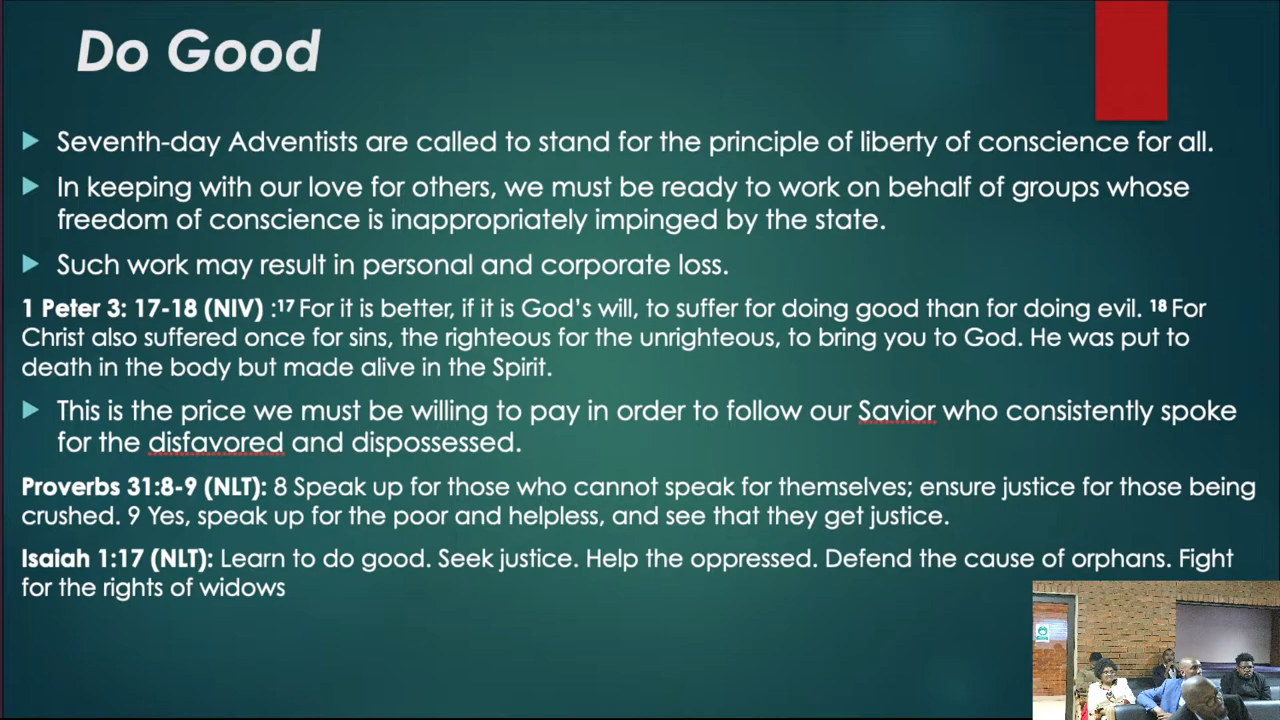 Do Good
Seventh-day Adventists are called to stand for the principle of liberty of conscience for all.
In keeping with our love for others, we must be ready to work on behalf of groups whose
freedom of conscience is inappropriately impinged by the state.
Such work may result in personal and corporate loss.
1 Peter 3: 17-18 (NIV) :17 For it is better, if it is God's will, to suffer for doing good than for doing evil. 18 For
Christ also suffered once for sins, the righteous for the unrighteous, to bring you to God. He was put to
death in the body but made alive in the Spirit.
This is the price we must be willing to pay in order to follow our Savior who consistently spoke
for the disfavored and dispossessed.
Proverbs 31:8-9 (NLT): 8 Speak up for those who cannot speak for themselves; ensure justice for those being
crushed. 9 Yes, speak up for the poor and helpless, and see that they get justice.
Isaiah 1:17 (NLT): Learn to do good. Seek justice. Help the oppressed. Defend the cause of orphans. Fight
for the rights of widows